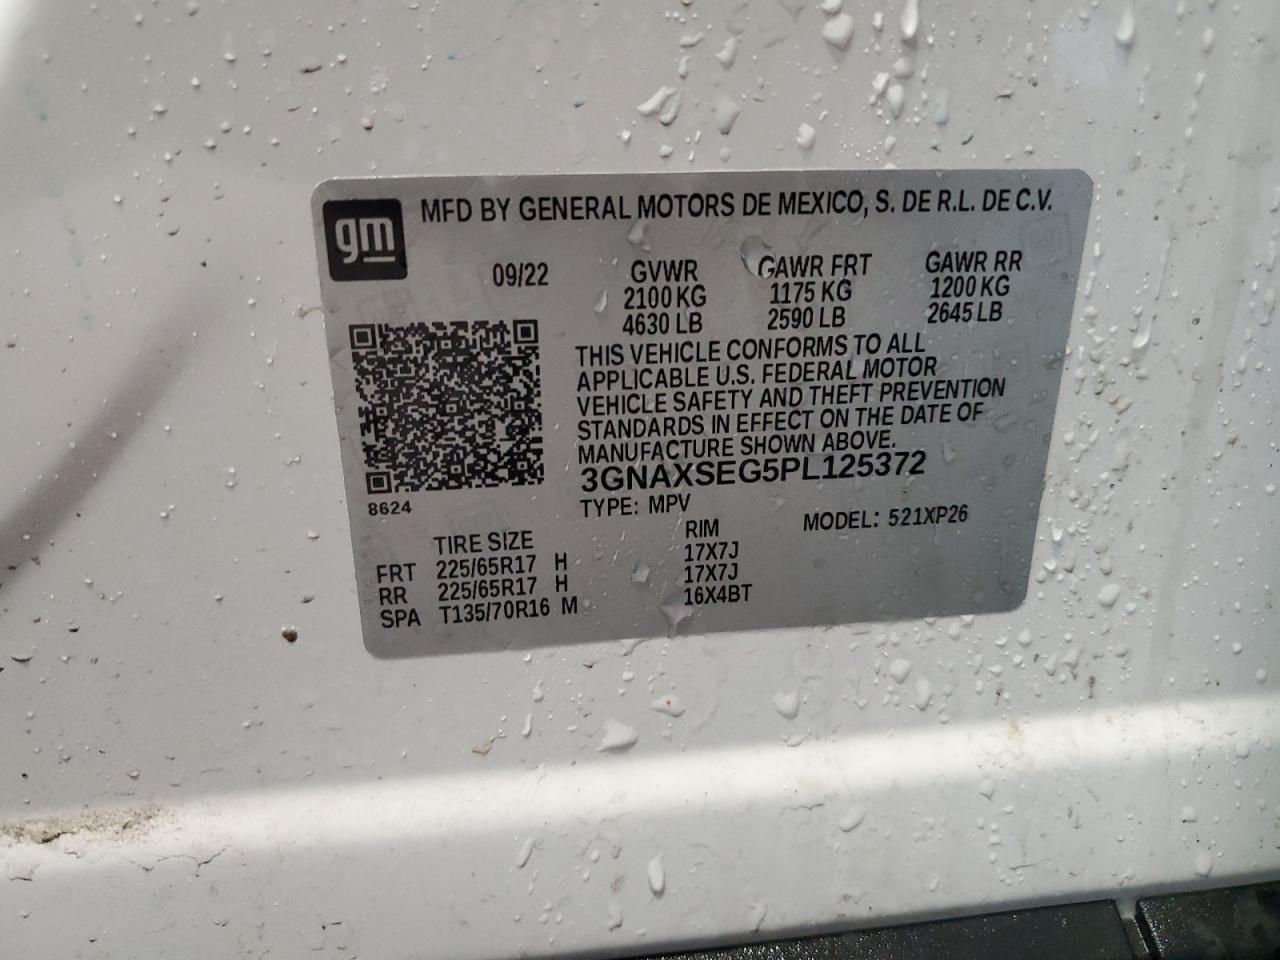 gm
MFD BY GENERAL MOTORS DE MEXICO, S. DE R.L. DE C.V.
09/22 GVWR GAWR FRT GAWR RR
2100 KG 1175 KG 1200 KG
4630 LB 2590 LB 2645 LB
THIS VEHICLE CONFORMS TO ALL
APPLICABLE U.S. FEDERAL MOTOR
VEHICLE SAFETY AND THEFT PREVENTION
STANDARDS IN EFFECT ON THE DATE OF
MANUFACTURE SHOWN ABOVE.
3GNAXSEG5PL125372
8624
TYPE: MPV MODEL: 521XP26
TIRE SIZE RIM
FRT 225/65R17 H 17X7J
RR 225/65R17 H 17X7J
SPA T135/70R16 M 16X4BT